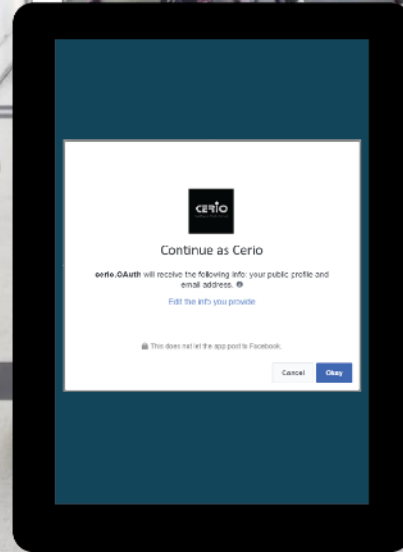 CERIO
Continue as Cerio
cerio.OAuth will receive the following info: your public profile and
email address.
Edit the info you provide
This does not let the app post to Facebook.
Cancel
Okay